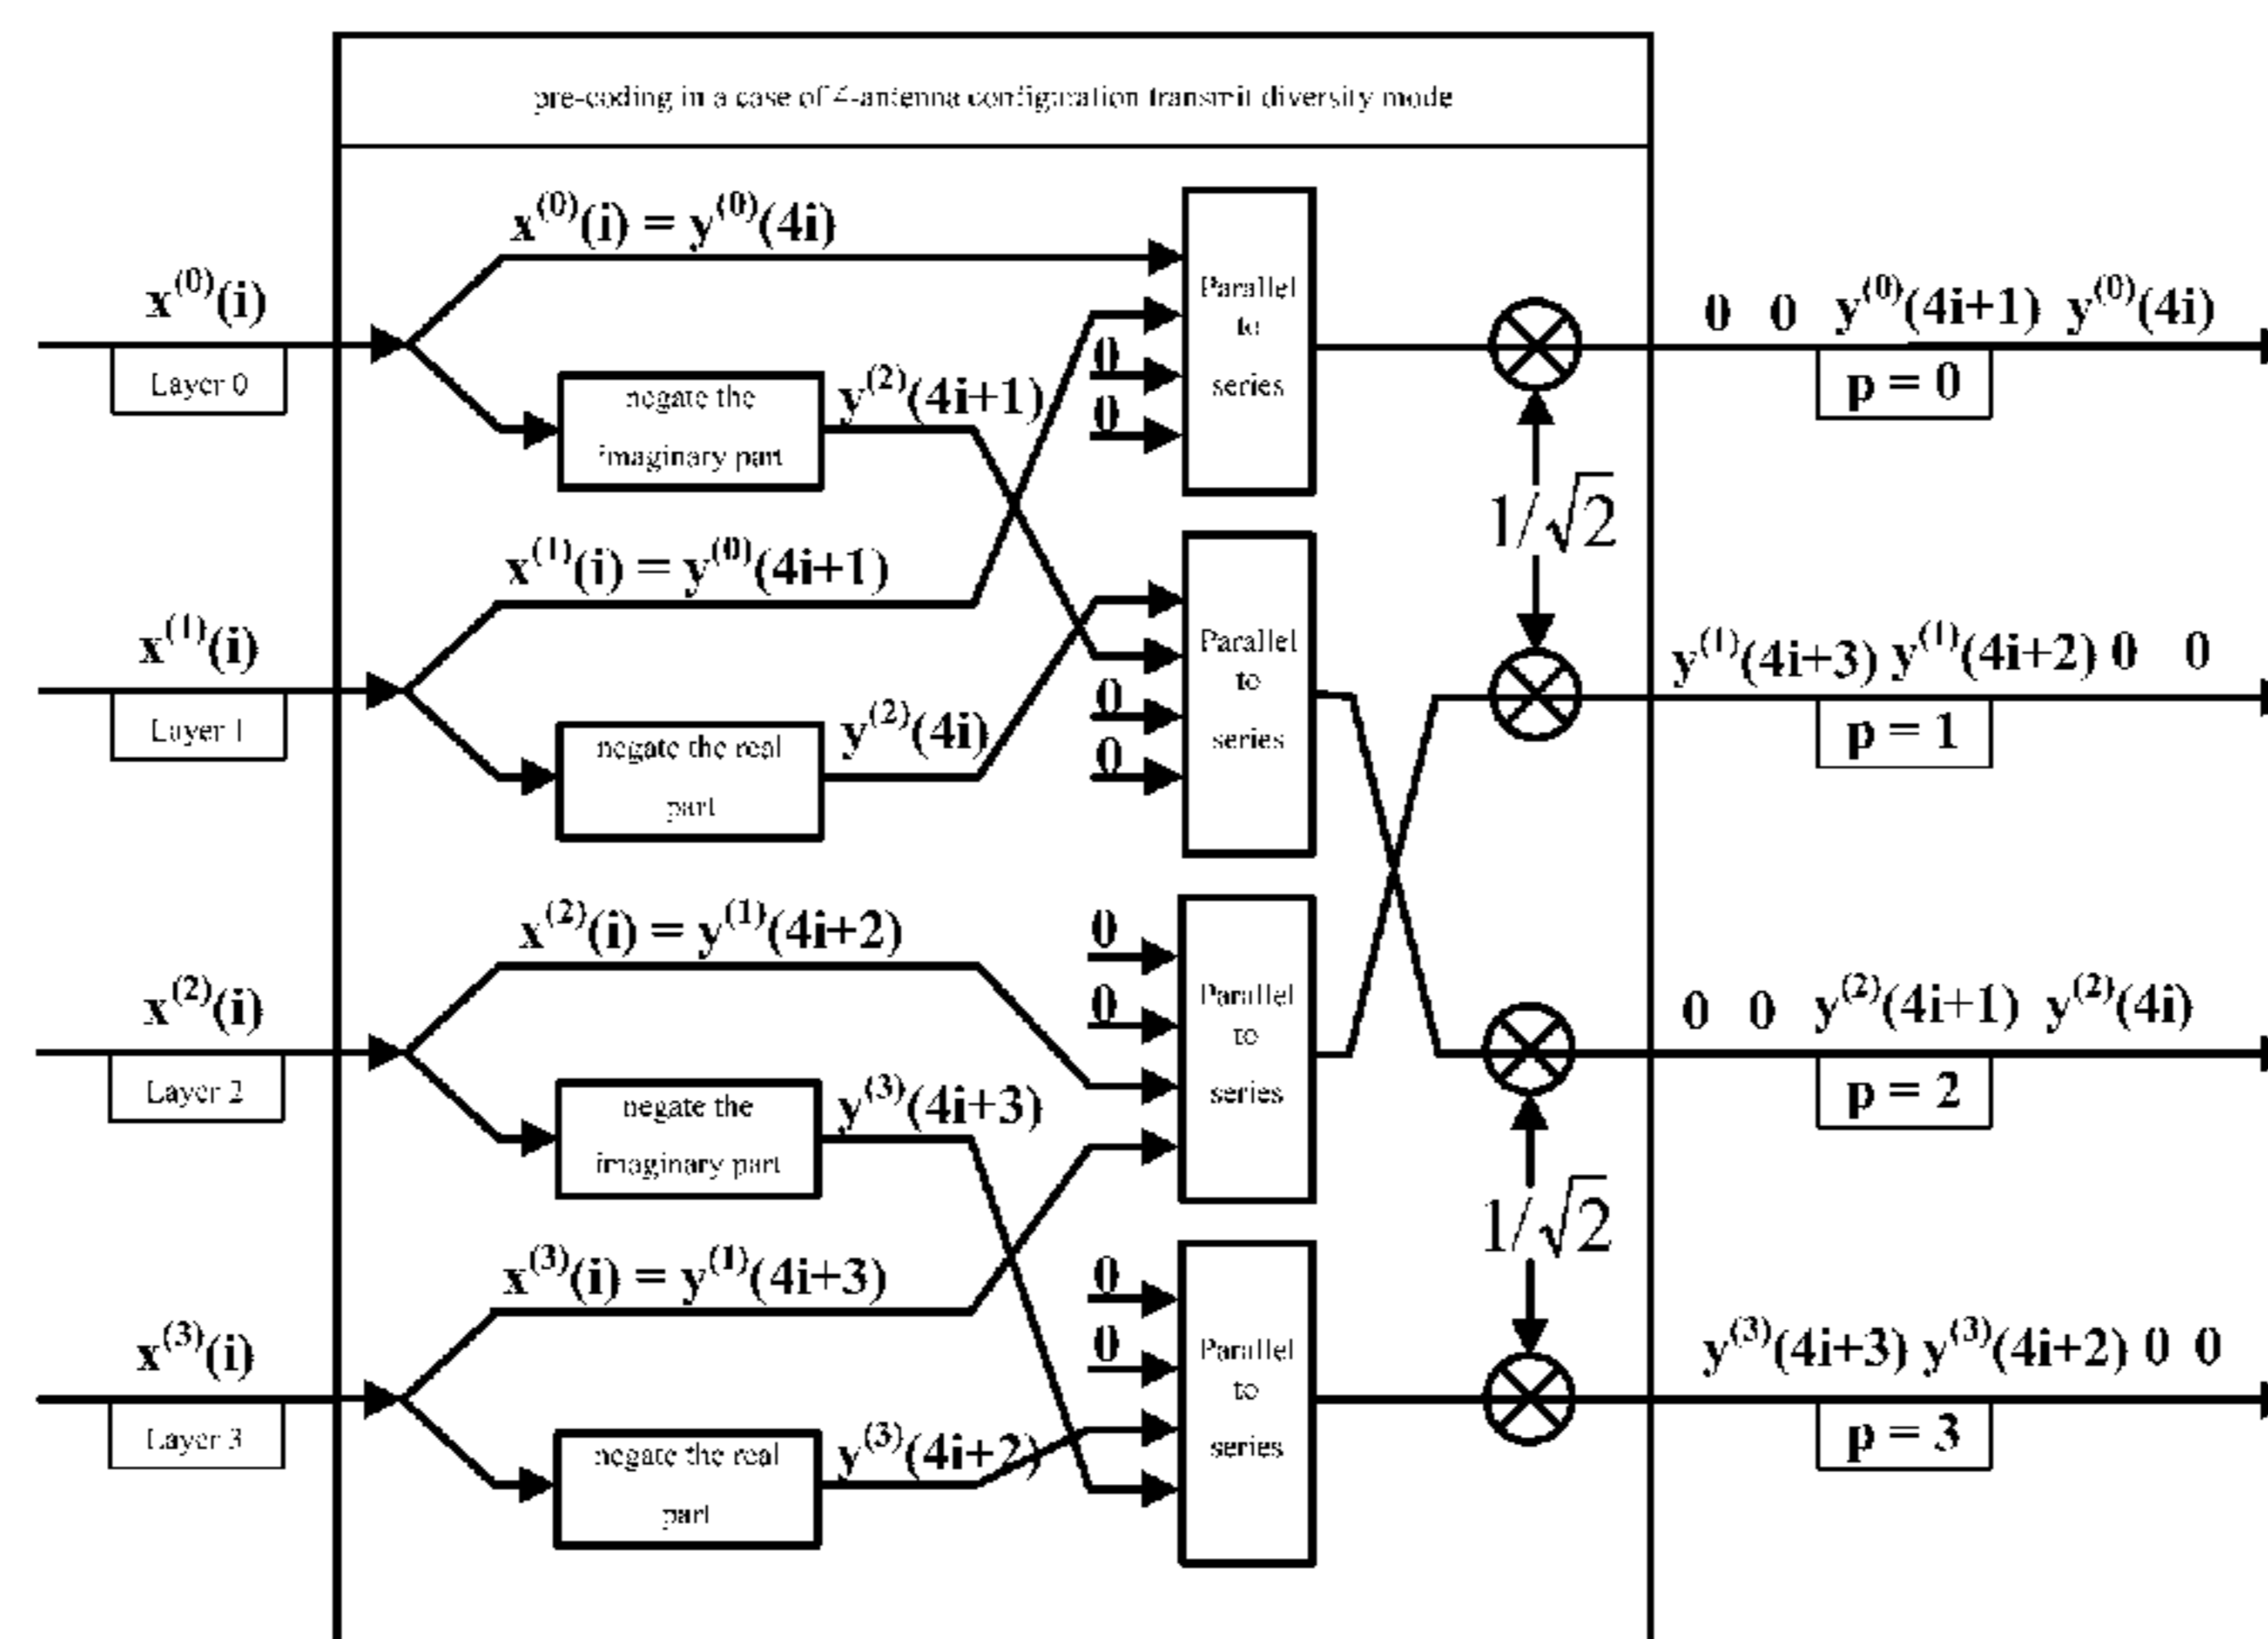 pre-coding in a case of 4-antenna configuration transmit diversity mode
x⁽⁰⁾(i)
Layer 0
x⁽⁰⁾(i) = y⁽⁰⁾(4i)
negate the
imaginary part
y⁽²⁾(4i+1)
0
0
Parallel
to
series
0 0 y⁽⁰⁾(4i+1) y⁽⁰⁾(4i)
p = 0
1/√2
x⁽¹⁾(i)
Layer 1
x⁽¹⁾(i) = y⁽⁰⁾(4i+1)
negate the real
part
y⁽²⁾(4i)
0
0
Parallel
to
series
y⁽¹⁾(4i+3) y⁽¹⁾(4i+2) 0 0
p = 1
x⁽²⁾(i)
Layer 2
x⁽²⁾(i) = y⁽¹⁾(4i+2)
negate the
imaginary part
y⁽³⁾(4i+3)
0
0
Parallel
to
series
0 0 y⁽²⁾(4i+1) y⁽²⁾(4i)
p = 2
1/√2
x⁽³⁾(i)
Layer 3
x⁽³⁾(i) = y⁽¹⁾(4i+3)
negate the real
part
y⁽³⁾(4i+2)
0
0
Parallel
to
series
y⁽³⁾(4i+3) y⁽³⁾(4i+2) 0 0
p = 3